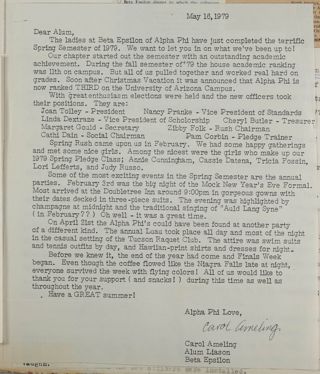 May 18, 1979
Dear Alum,
The ladies at Beta Epsilon of Alpha Phi have just completed the terrific
Spring Semester of 1979. We want to let you in on what we've been up to!
Our chapter started out the semester with an outstanding academic
achievement. During the fall semester of '79 the house academic ranking
was 11th on campus. But all of us pulled together and worked real hard on
grades. Soon after Christmas Vacation it was announced that Alpha Phi is
now ranked THIRD on the University of Arizona Campus.
With great enthusiasm elections were held and the new officers took
their positions. They are:
Joan Tolley - President Nancy Pranke - Vice President of Standards
Linda Devance - Vice President of Scholarship Cheryl Butler - Treasurer
Margaret Gould - Secretary Zibby Folk - Rush Chairman
Cathi Dain - Social Chairman Pam Corbin - Pledge Trainer
Spring Rush came upon us in February. We had some happy gatherings
and met some nice girls. Among the nicest were the girls who make up our
1979 Spring Pledge Class; Annie Cunningham, Cassie Datena, Tricia Fossin,
Lori Lefferts, and Judy Russo.
Some of the most exciting events in the Spring Semester are the annual
parties. February 3rd was the big night of the Mock New Year's Eve Formal.
Most arrived at the Doubletree Inn around 9:00pm in gorgeous gowns with
their dates decked in three-piece suits. The evening was highlighted by
champagne at midnight and the traditional singing of "Auld Lang Syne"
( in February??) Oh well - it was a great time.
On April 21st the Alpha Phi's could have been found at another party
of a different kind. The annual Luau took place all day and most of the night
in the casual setting of the Tucson Raquet Club. The attire was swim suits
and tennis outfits by day, and Hawiian-print shirts and dresses for night.
Before we knew it, the end of the year had come and Finals Week
began. Even though the coffee flowed like the Niagra Falls late at night,
everyone survived the week with flying colors! All of us would like to
thank you for your support ( and snacks!) during this time as well as
throughout the year.
Have a GREAT summer!
Alpha Phi Love,
Carol Ameling
Carol Ameling
Alum Liason
Beta Epsilon